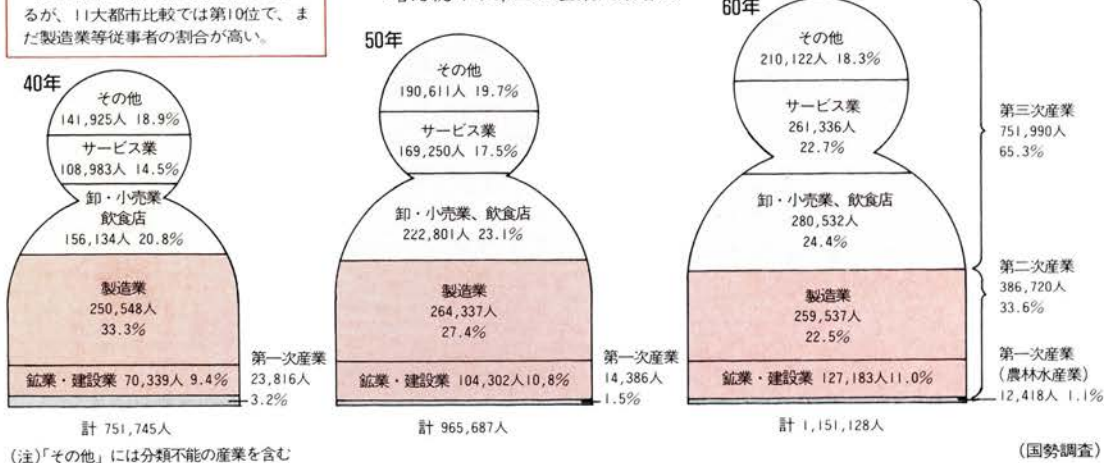 るが、11大都市比較では第10位で、ま
だ製造業等従事者の割合が高い。
40年
その他
141,925人 18.9%
サービス業
108,983人 14.5%
卸・小売業
飲食店
156,134人 20.8%
製造業
250,548人
33.3%
鉱業・建設業 70,339人 9.4%
第一次産業
23,816人
3.2%
計 751,745人
50年
その他
190,611人 19.7%
サービス業
169,250人 17.5%
卸・小売業、飲食店
222,801人 23.1%
製造業
264,337人
27.4%
鉱業・建設業 104,302人10,8%
第一次産業
14,386人
1.5%
計 965,687人
60年
その他
210,122人 18.3%
サービス業
261,336人
22.7%
卸・小売業、飲食店
280,532人
24.4%
製造業
259,537人
22.5%
鉱業・建設業 127,183人11.0%
第三次産業
751,990人
65.3%
第二次産業
386,720人
33.6%
第一次産業
(農林水産業)
12,418人 1.1%
計 1,151,128人
(注)「その他」には分類不能の産業を含む
(国勢調査)